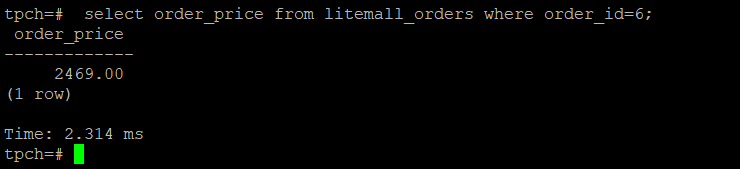 tpch=#  select order_price from litemall_orders where order_id=6;
 order_price
-------------
     2469.00
(1 row)

Time: 2.314 ms
tpch=#